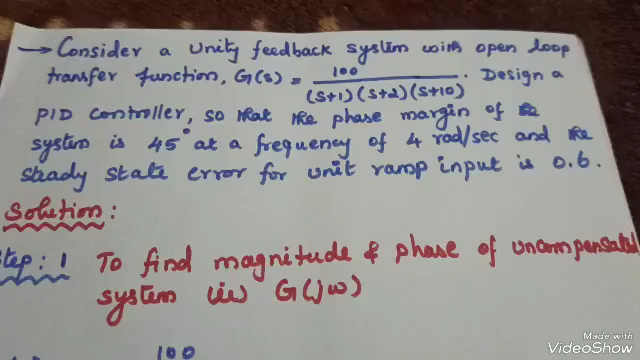 → Consider a unity feedback system with open loop
transfer function, G(s) = 100 / (s+1)(s+2)(s+10) . Design a
PID controller, so that the phase margin of the
system is 45° at a frequency of 4 rad/sec and the
steady state error for unit ramp input is 0.6.
Solution:
Step: 1 To find magnitude & phase of uncompensated
system (ie) G(jω)
100
Made with
VideoShow